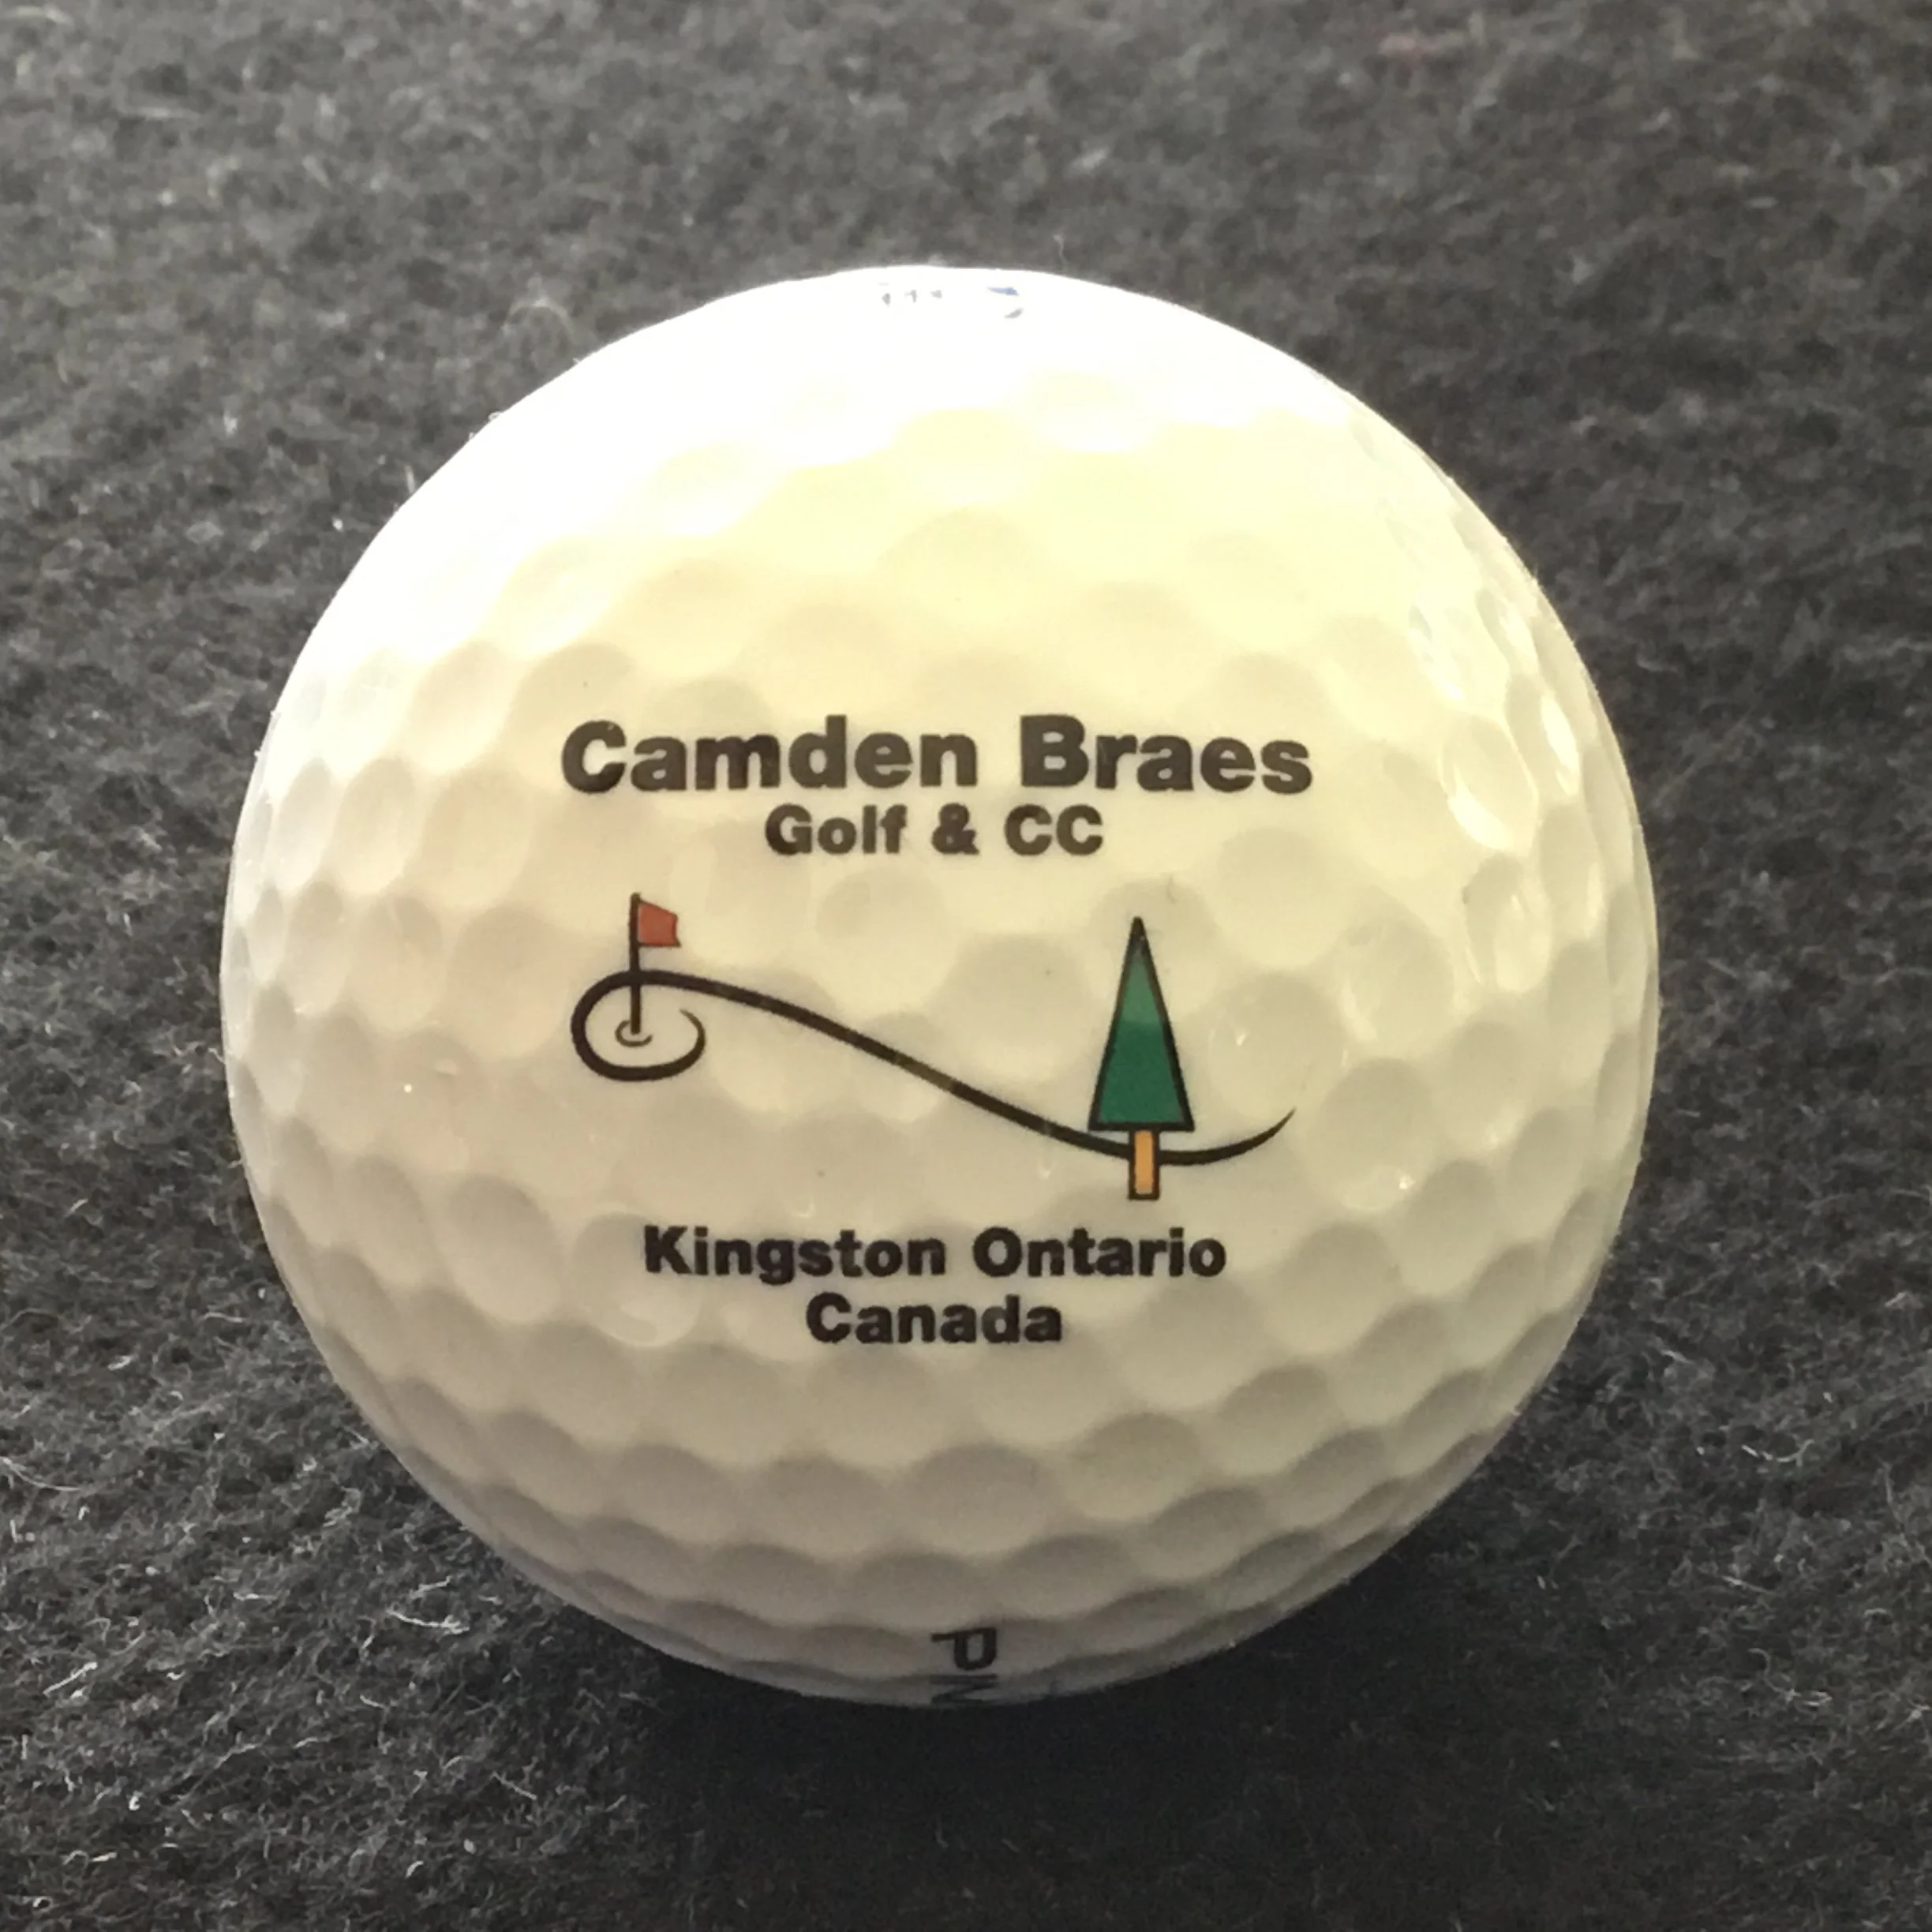 Camden Braes
Golf & CC
Kingston Ontario
Canada